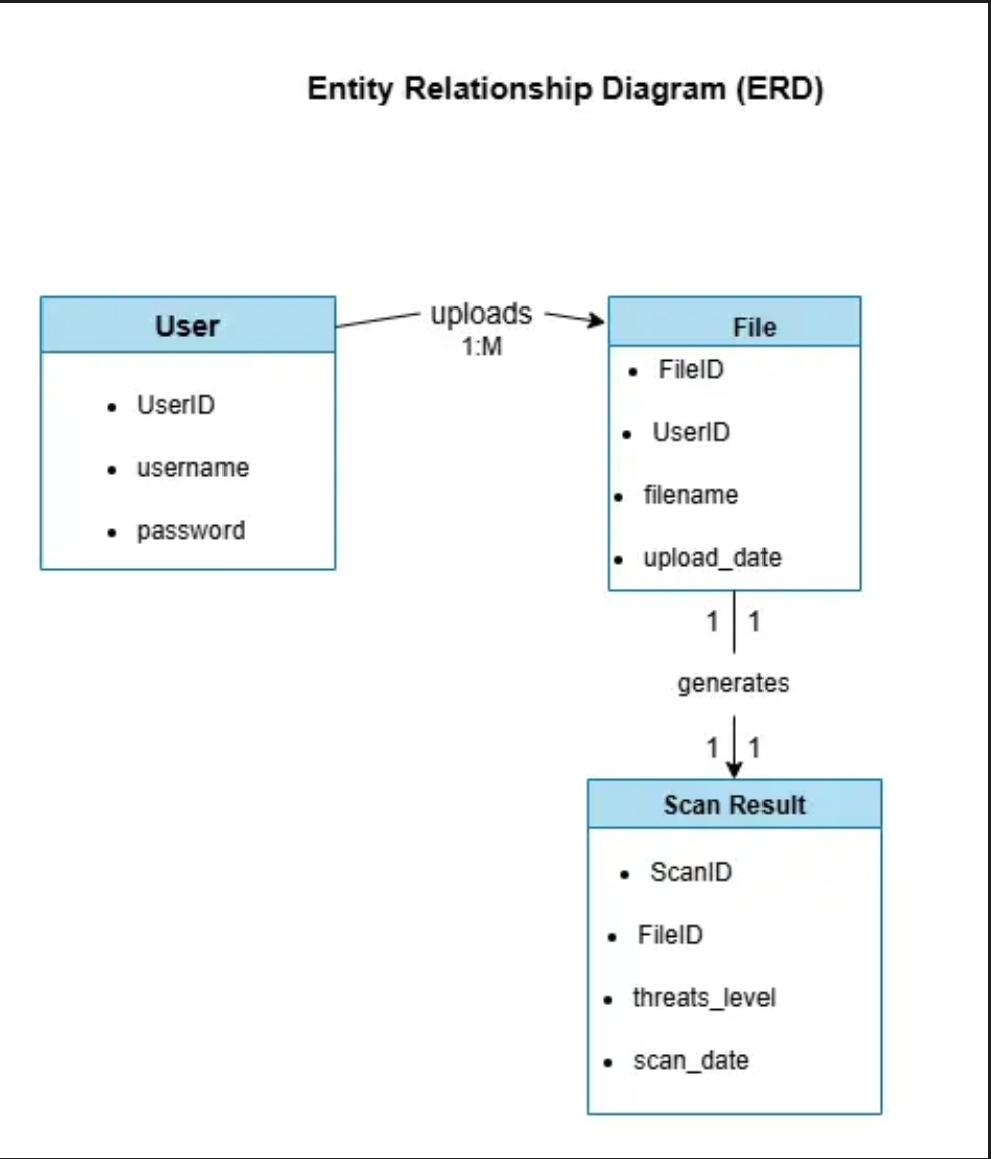 Entity Relationship Diagram (ERD)
User
• UserID
• username
• password
uploads
1:M
File
• FileID
• UserID
• filename
• upload_date
1 1
generates
1 1
Scan Result
• ScanID
• FileID
• threats_level
• scan_date